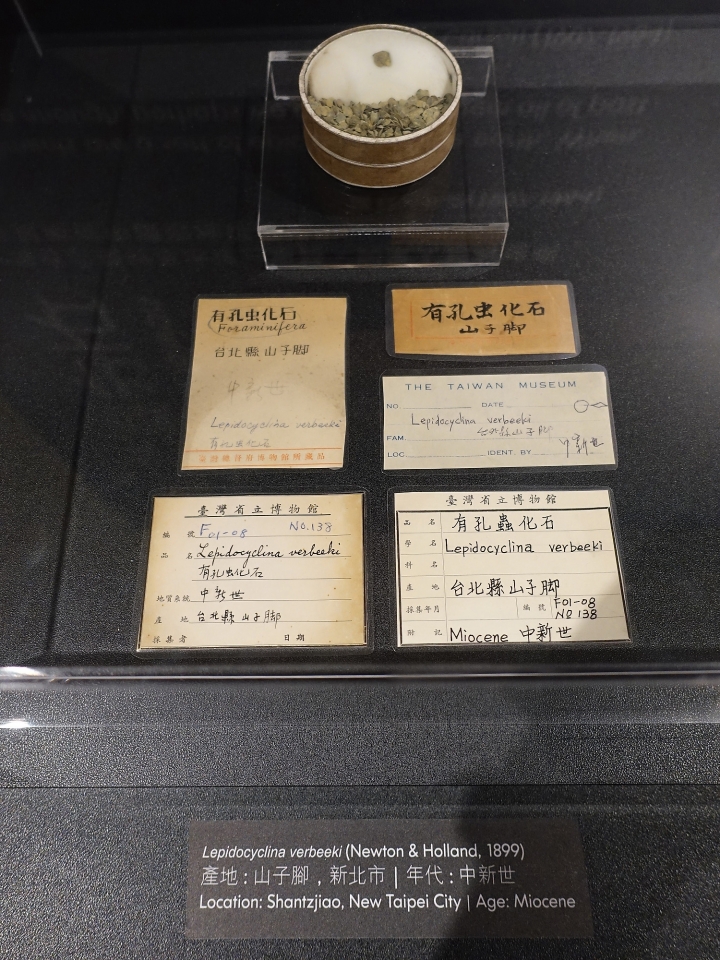 有孔虫化石
Foraminifera
台北縣山子脚
中新世
Lepidocyclina verbeeki
有孔虫化石
有孔虫化石
山子脚
THE TAIWAN MUSEUM
NO. DATE
Lepidocyclina verbeeki
台北縣山子脚
FAM.
中新世
LOC. IDENT. BY
臺灣省立博物館
編號 F01-08 NO.138
品名 Lepidocyclina verbeeki
有孔虫化石
地質系統 中新世
產地 台北縣山子脚
採集者 日期
臺灣省立博物館
品名 有孔蟲化石
學名 Lepidocyclina verbeeki
科名
產地 台北縣山子脚
採集年月 編號 F01-08
№ 138
附記 Miocene 中新世
Lepidocyclina verbeeki (Newton & Holland, 1899)
產地 : 山子腳 , 新北市 | 年代 : 中新世
Location: Shantzjiao, New Taipei City | Age: Miocene